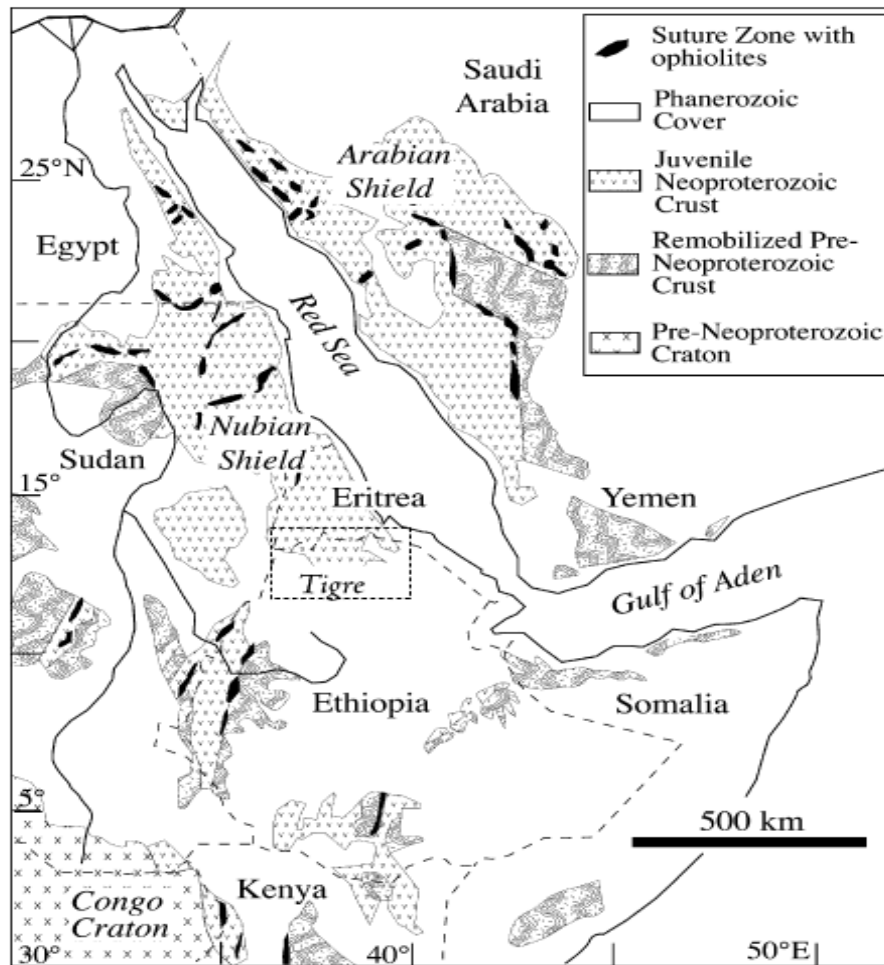 Suture Zone with
ophiolites
Phanerozoic
Cover
Juvenile
Neoproterozoic
Crust
Remobilized Pre-
Neoproterozoic
Crust
Pre-Neoproterozoic
Craton
Saudi
Arabia
25°N
Arabian
Shield
Egypt
Red Sea
Nubian
Shield
Sudan
15°
Eritrea
Yemen
Tigre
Gulf of Aden
Ethiopia
Somalia
5°
500 km
Kenya
Congo
Craton
30°
40°
50°E